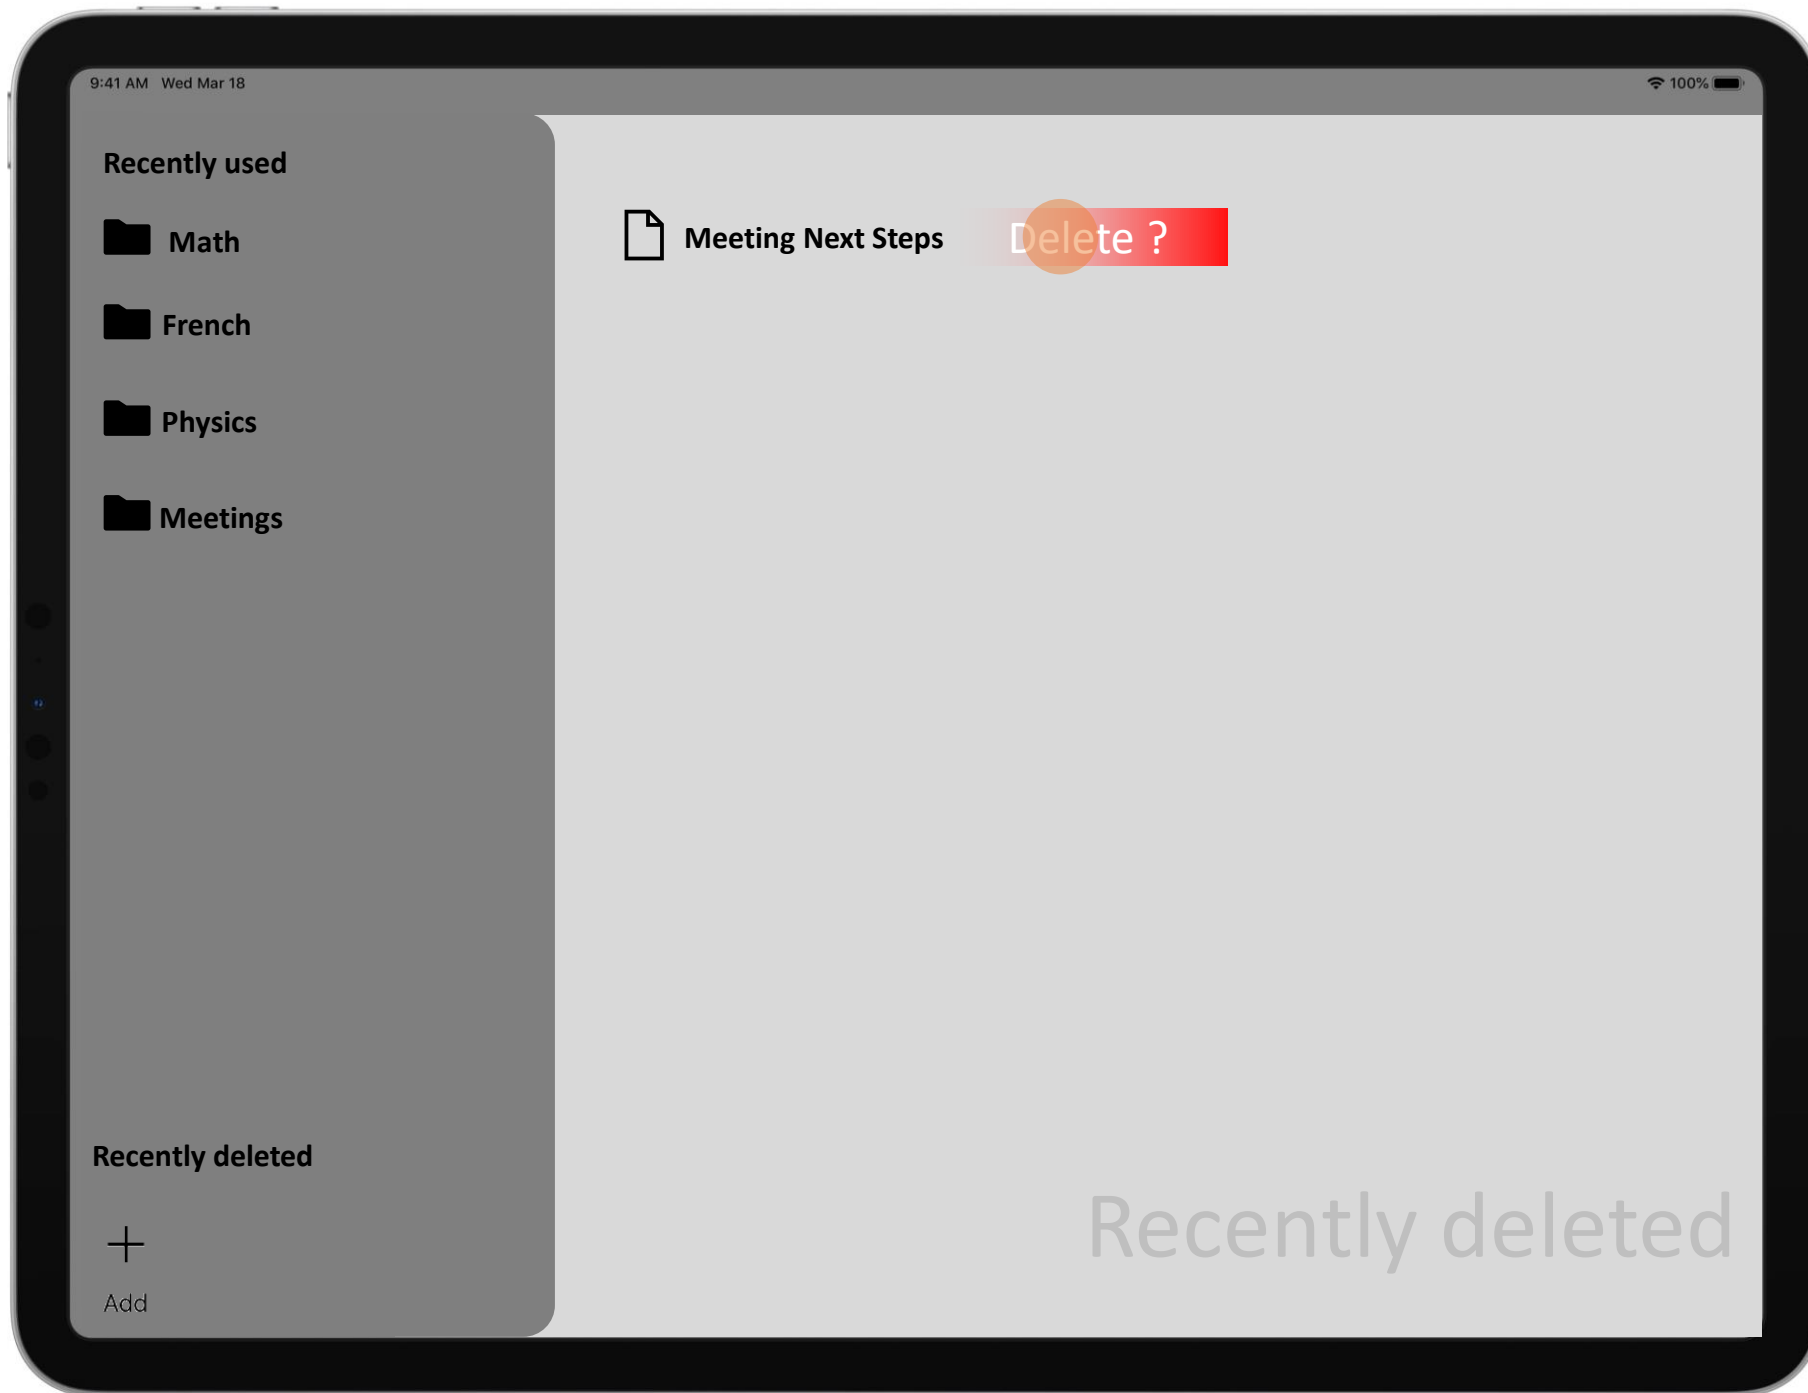 9:41 AM Wed Mar 18
100%
Recently used
Math
French
Physics
Meetings
Recently deleted
Add
Meeting Next Steps
Delete ?
Recently deleted